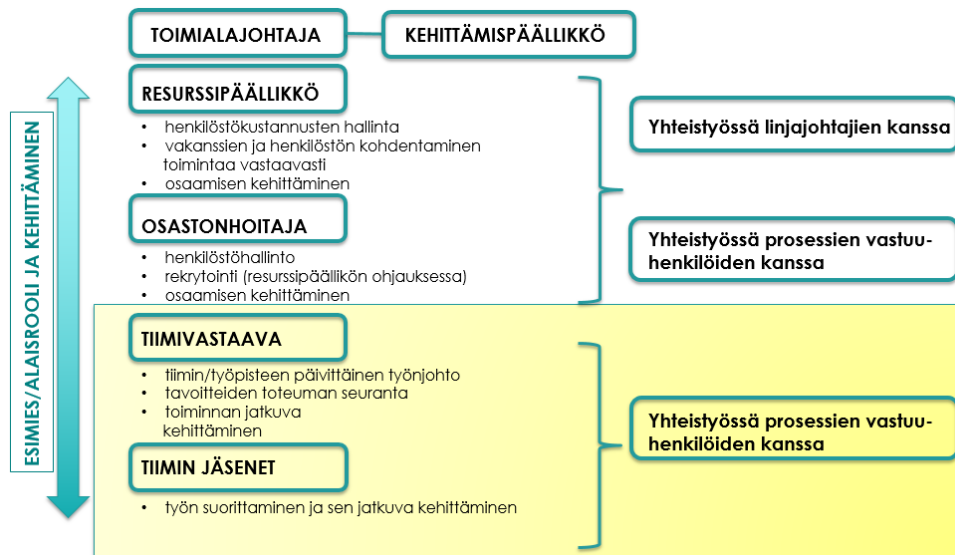 TOIMIALAJOHTAJA
KEHITTÄMISPÄÄLLIKKÖ
ESIMIES/ALAISROOLI JA KEHITTÄMINEN
RESURSSIPÄÄLLIKKÖ
• henkilöstökustannusten hallinta
• vakanssien ja henkilöstön kohdentaminen
toimintaa vastaavasti
• osaamisen kehittäminen
OSASTONHOITAJA
• henkilöstöhallinto
• rekrytointi (resurssipäällikön ohjauksessa)
• osaamisen kehittäminen
Yhteistyössä linjajohtajien kanssa
Yhteistyössä prosessien vastuu-
henkilöiden kanssa
TIIMIVASTAAVA
• tiimin/työpisteen päivittäinen työnjohto
• tavoitteiden toteuman seuranta
• toiminnan jatkuva
kehittäminen
TIIMIN JÄSENET
• työn suorittaminen ja sen jatkuva kehittäminen
Yhteistyössä prosessien vastuu-
henkilöiden kanssa